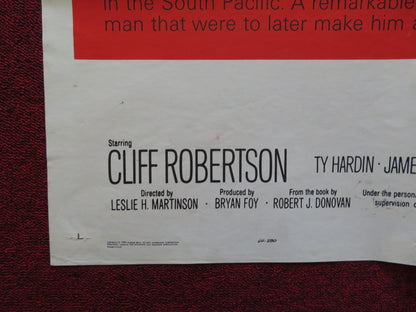 in the South Pacific. A remarkable
man that were to later make him a
Starring
CLIFF ROBERTSON TY HARDIN · JAME
Directed by Produced by From the book by Under the persona
LESLIE H. MARTINSON · BRYAN FOY · ROBERT J. DONOVAN supervision o